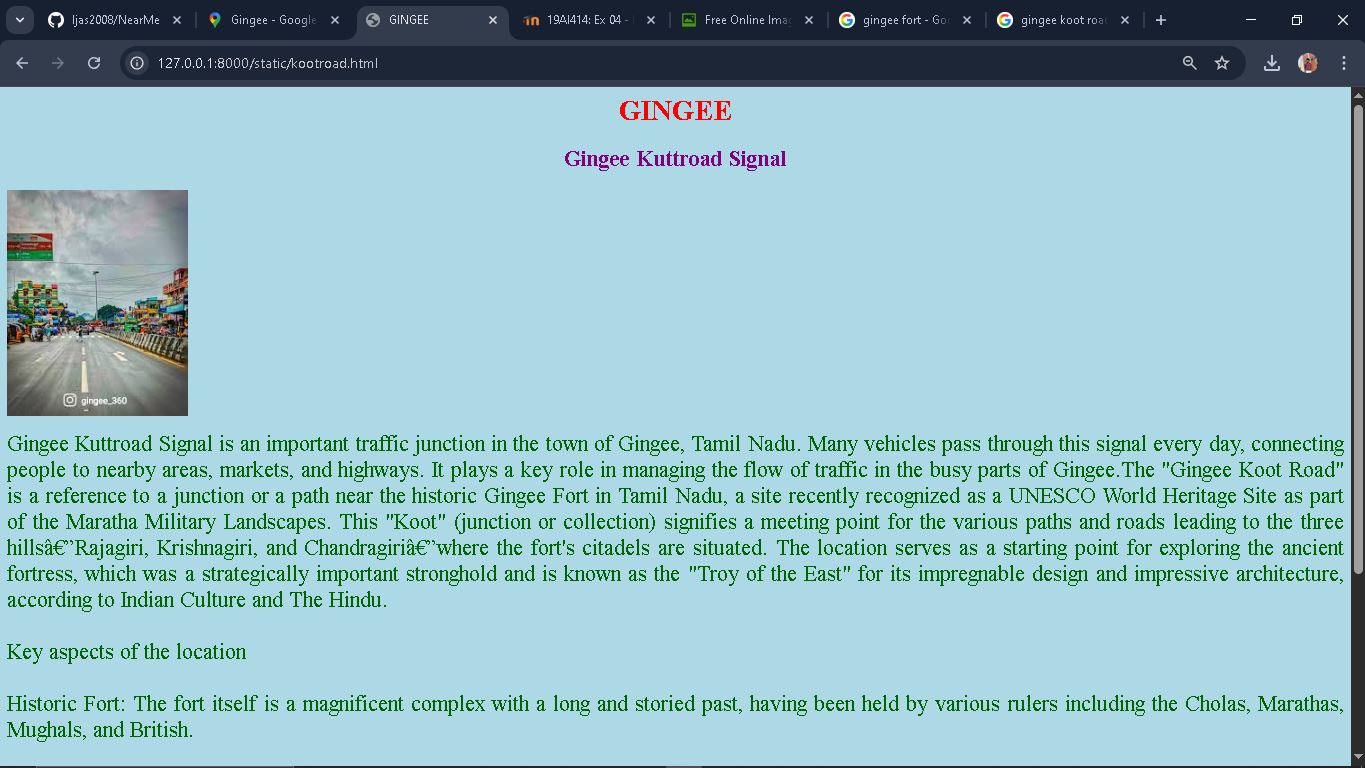 ljas2008/NearMe
Gingee - Google
GINGEE
19AI414: Ex 04 -
Free Online Ima
gingee fort - Go
gingee koot roa
127.0.0.1:8000/static/kootroad.html
GINGEE
Gingee Kuttroad Signal
gingee_360
Gingee Kuttroad Signal is an important traffic junction in the town of Gingee, Tamil Nadu. Many vehicles pass through this signal every day, connecting
people to nearby areas, markets, and highways. It plays a key role in managing the flow of traffic in the busy parts of Gingee.The "Gingee Koot Road"
is a reference to a junction or a path near the historic Gingee Fort in Tamil Nadu, a site recently recognized as a UNESCO World Heritage Site as part
of the Maratha Military Landscapes. This "Koot" (junction or collection) signifies a meeting point for the various paths and roads leading to the three
hillsâ€”Rajagiri, Krishnagiri, and Chandragiriâ€”where the fort's citadels are situated. The location serves as a starting point for exploring the ancient
fortress, which was a strategically important stronghold and is known as the "Troy of the East" for its impregnable design and impressive architecture,
according to Indian Culture and The Hindu.
Key aspects of the location
Historic Fort: The fort itself is a magnificent complex with a long and storied past, having been held by various rulers including the Cholas, Marathas,
Mughals, and British.